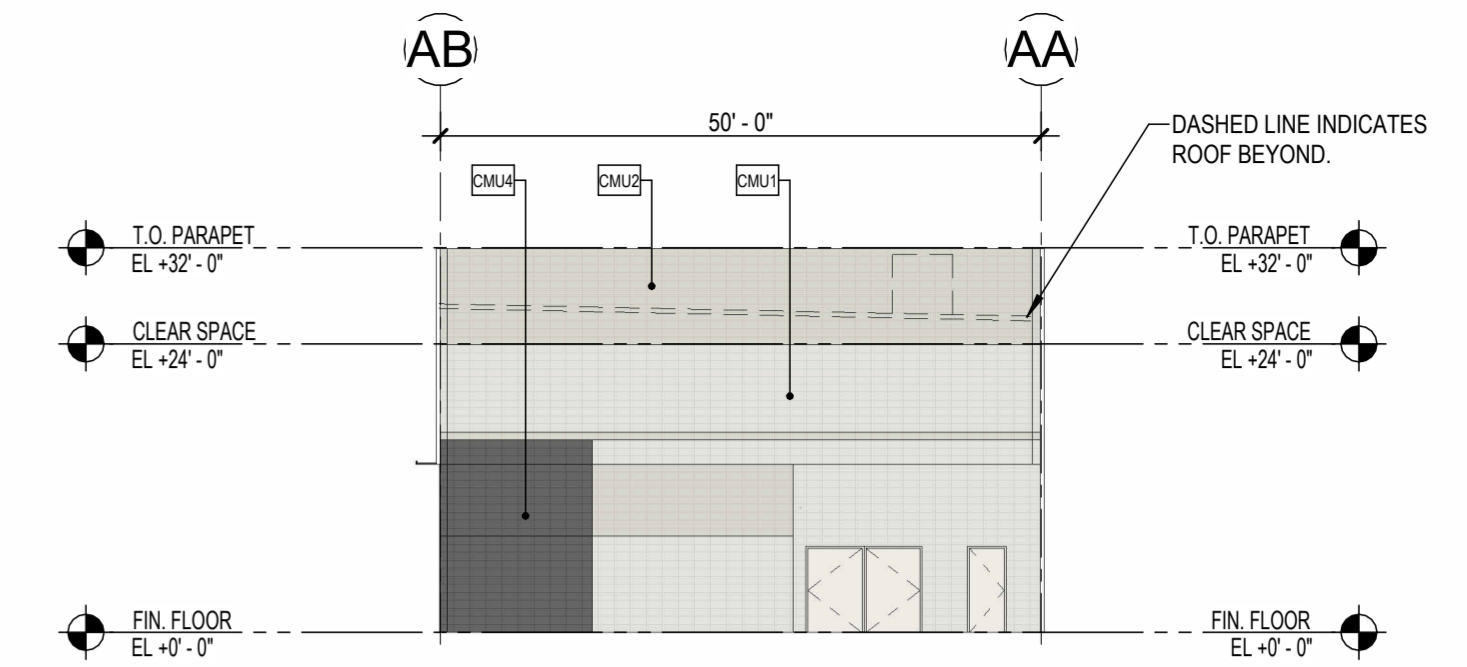 AB
AA
50' - 0"
DASHED LINE INDICATES
ROOF BEYOND.
CMU4
CMU2
CMU1
T.O. PARAPET
EL +32' - 0"
T.O. PARAPET
EL +32' - 0"
CLEAR SPACE
EL +24' - 0"
CLEAR SPACE
EL +24' - 0"
FIN. FLOOR
EL +0' - 0"
FIN. FLOOR
EL +0' - 0"